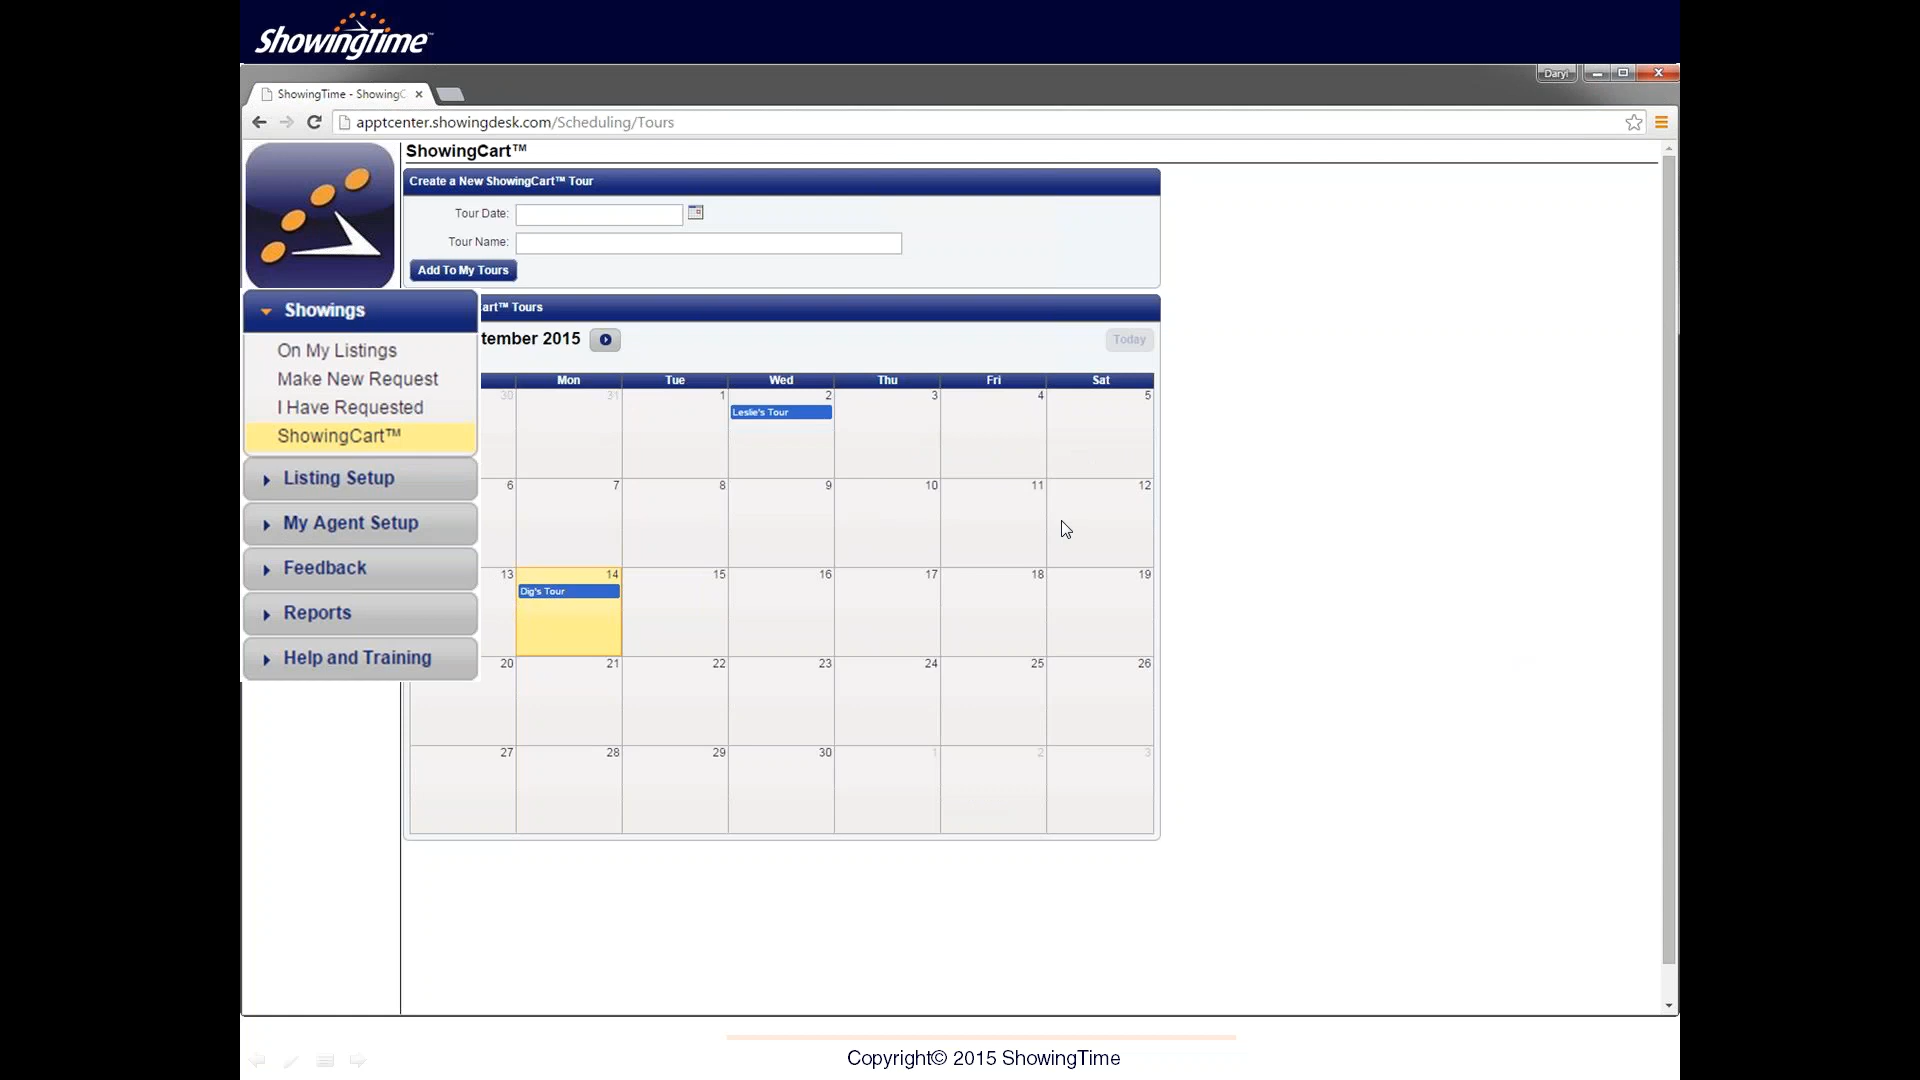 ShowingTime™
Daryl
ShowingTime - ShowingC
apptcenter.showingdesk.com/Scheduling/Tours
ShowingCart™
Create a New ShowingCart™ Tour
Tour Date:
Tour Name:
Add To My Tours
Showings
On My Listings
Make New Request
I Have Requested
ShowingCart™
Listing Setup
My Agent Setup
Feedback
Reports
Help and Training
art™ Tours
tember 2015
Today
Mon Tue Wed Thu Fri Sat
30 31 1 2 3 4 5
Leslie's Tour
6 7 8 9 10 11 12
13 14 15 16 17 18 19
Dig's Tour
20 21 22 23 24 25 26
27 28 29 30 1 2 3
Copyright© 2015 ShowingTime